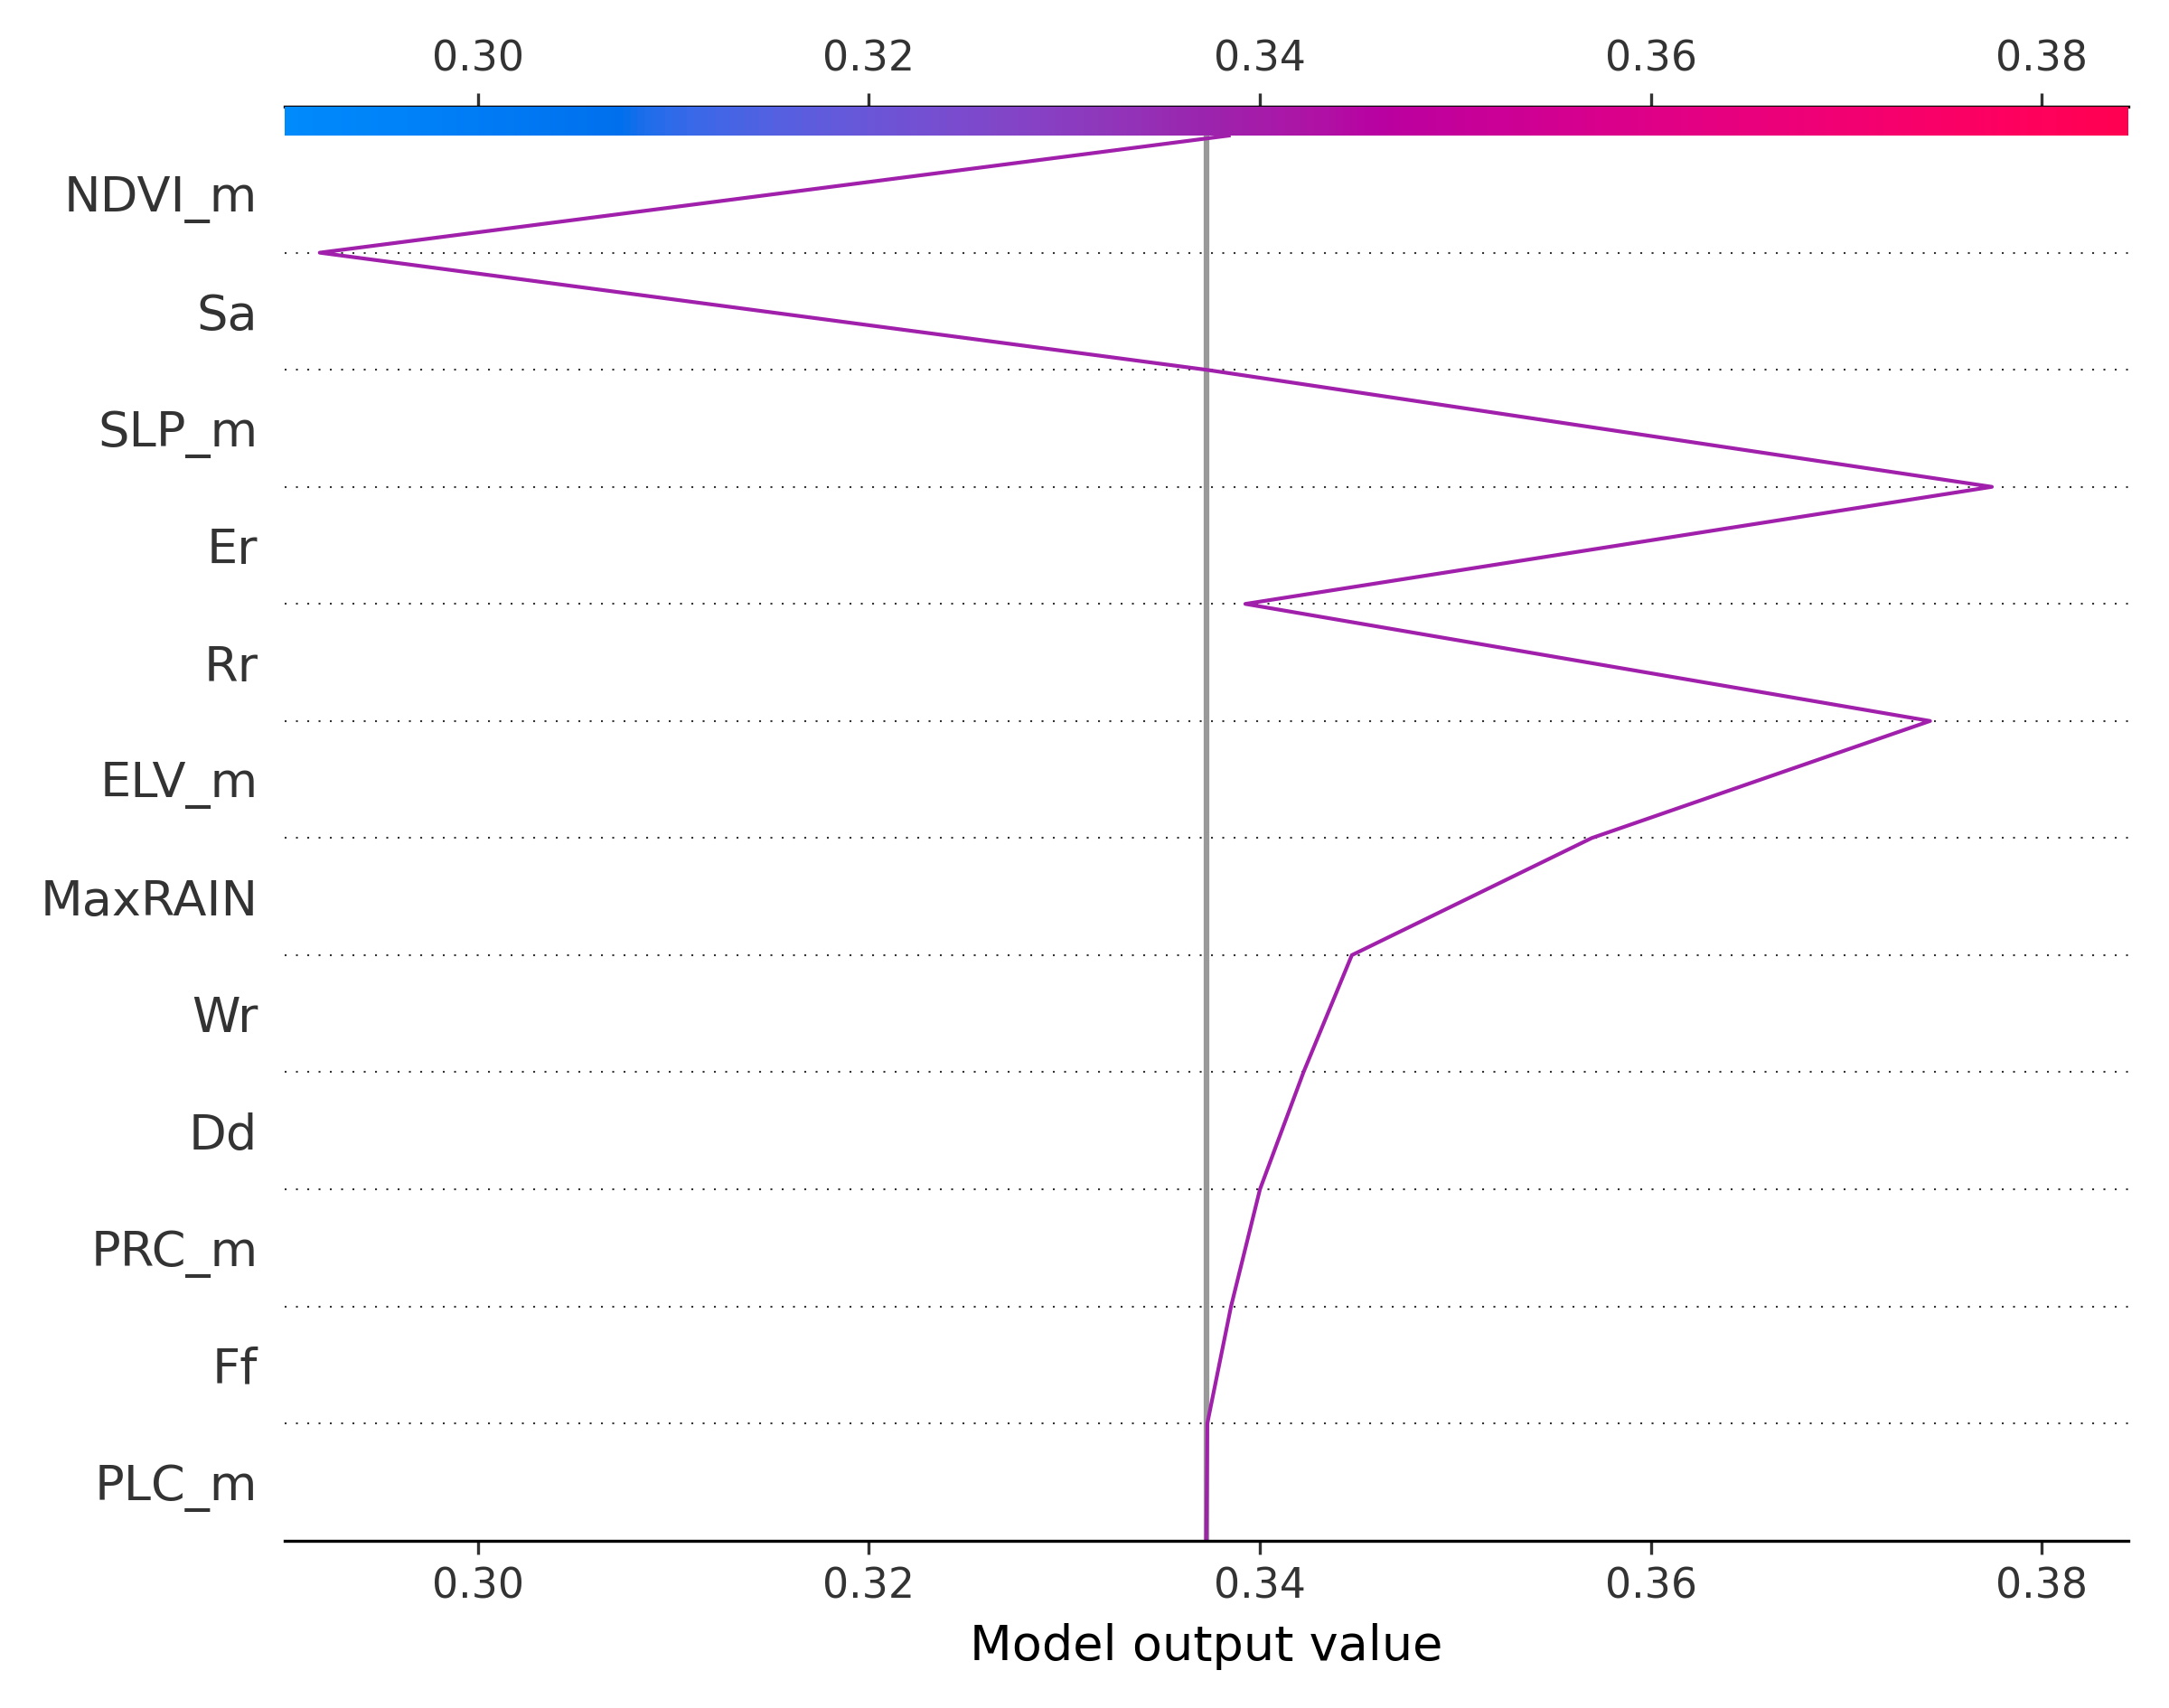 0.30 0.32 0.34 0.36 0.38
NDVI_m
Sa
SLP_m
Er
Rr
ELV_m
MaxRAIN
Wr
Dd
PRC_m
Ff
PLC_m
0.30 0.32 0.34 0.36 0.38
Model output value